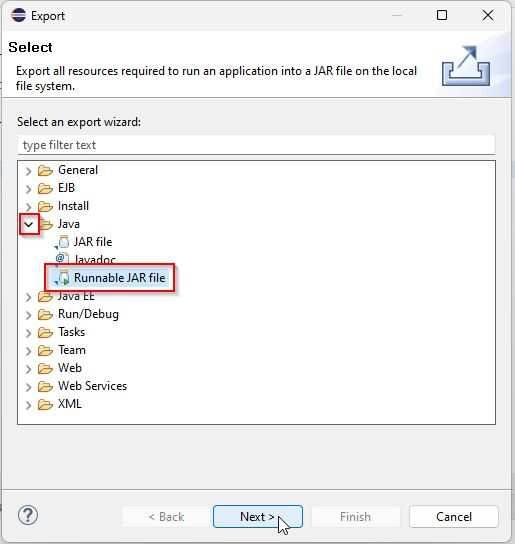 Export
Select
Export all resources required to run an application into a JAR file on the local
file system.
Select an export wizard:
type filter text
General
EJB
Install
Java
JAR file
Javadoc
Runnable JAR file
Java EE
Run/Debug
Tasks
Team
Web
Web Services
XML
? < Back Next > Finish Cancel